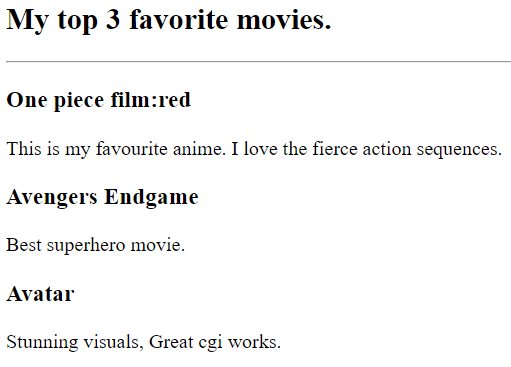 My top 3 favorite movies.
One piece film:red
This is my favourite anime. I love the fierce action sequences.
Avengers Endgame
Best superhero movie.
Avatar
Stunning visuals, Great cgi works.